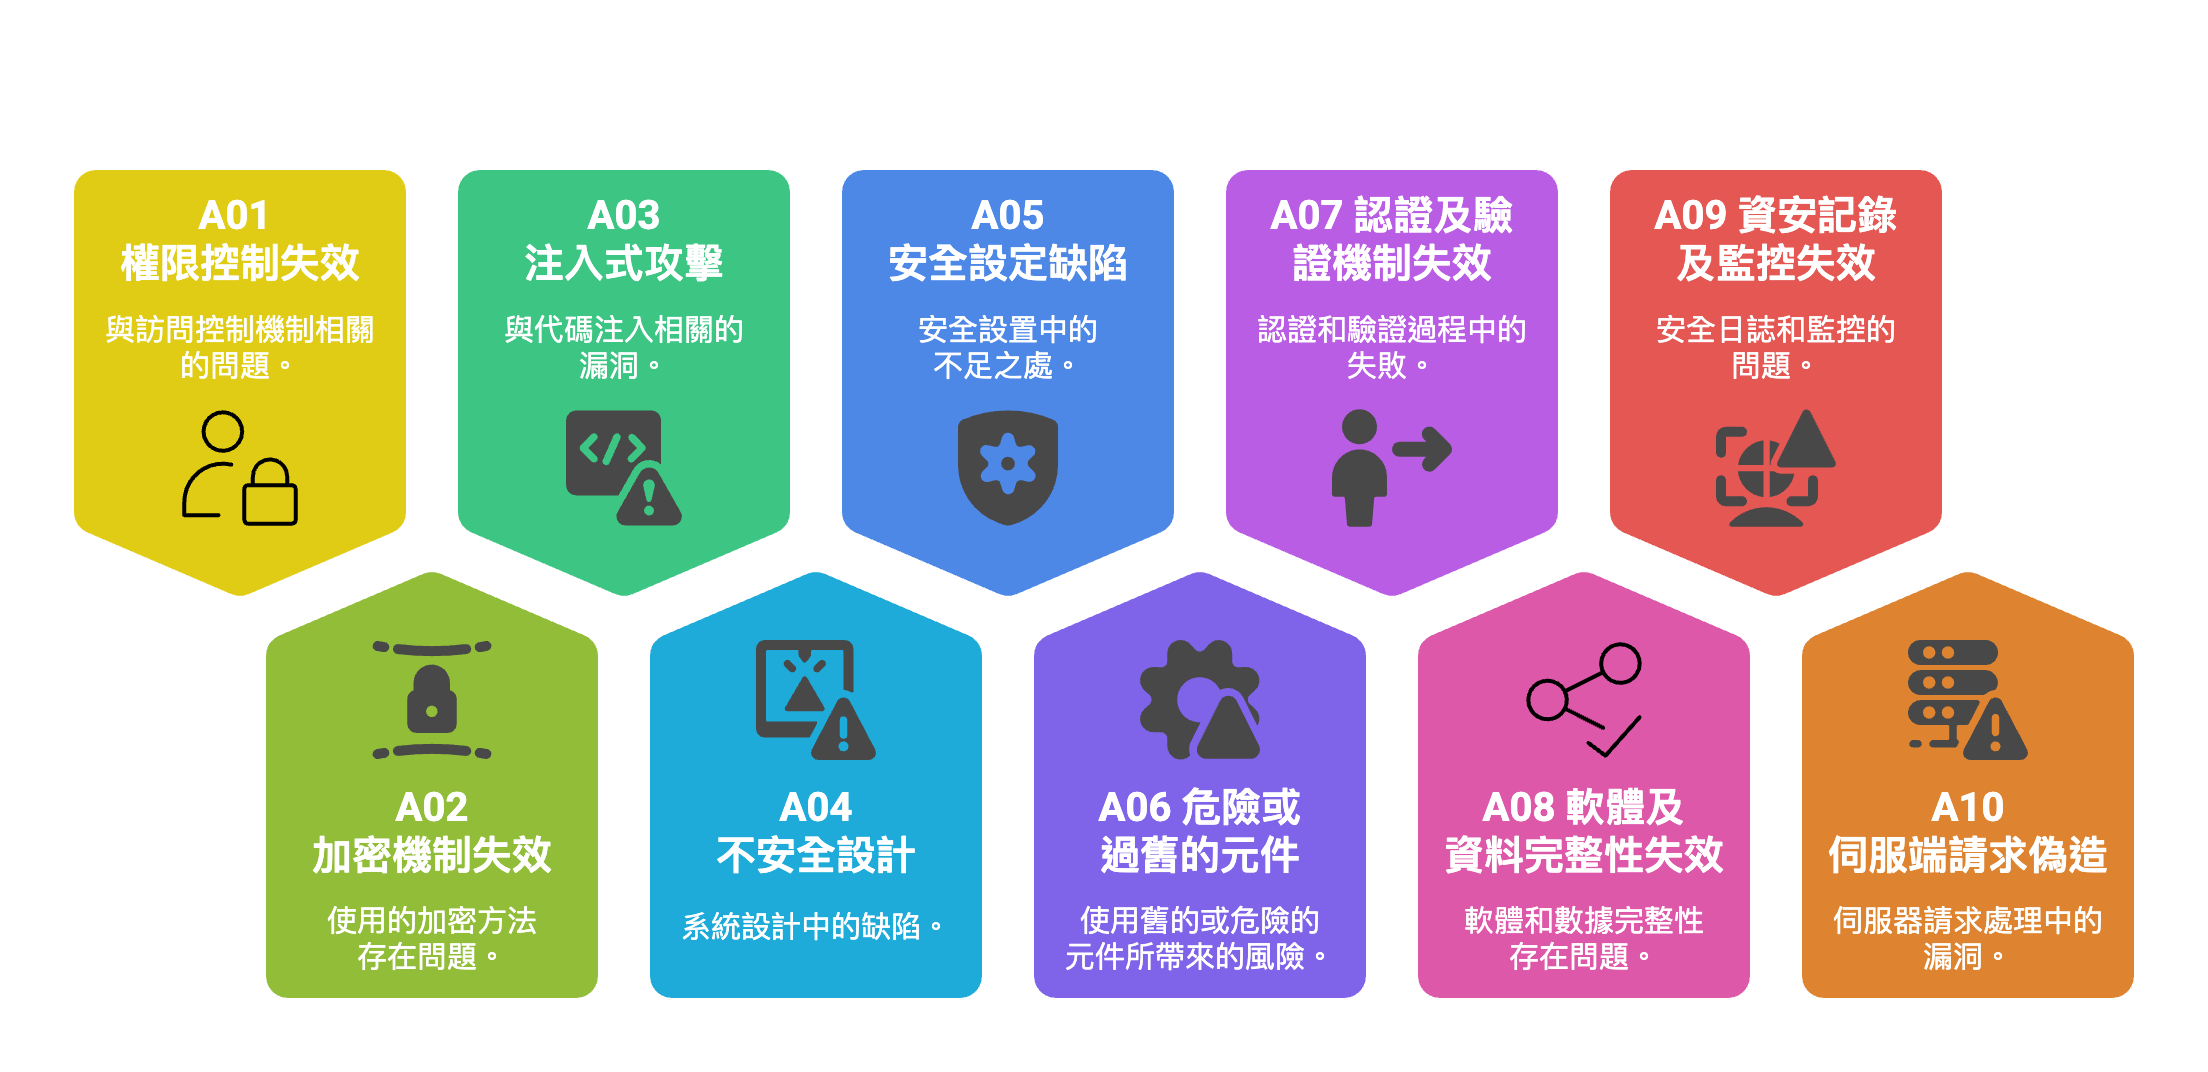 A01
權限控制失效
與訪問控制機制相關
的問題。
A03
注入式攻擊
與代碼注入相關的
漏洞。
A05
安全設定缺陷
安全設置中的
不足之處。
A07 認證及驗
證機制失效
認證和驗證過程中的
失敗。
A09 資安記錄
及監控失效
安全日誌和監控的
問題。
A02
加密機制失效
使用的加密方法
存在問題。
A04
不安全設計
系統設計中的缺陷。
A06 危險或
過舊的元件
使用舊的或危險的
元件所帶來的風險。
A08 軟體及
資料完整性失效
軟體和數據完整性
存在問題。
A10
伺服端請求偽造
伺服器請求處理中的
漏洞。